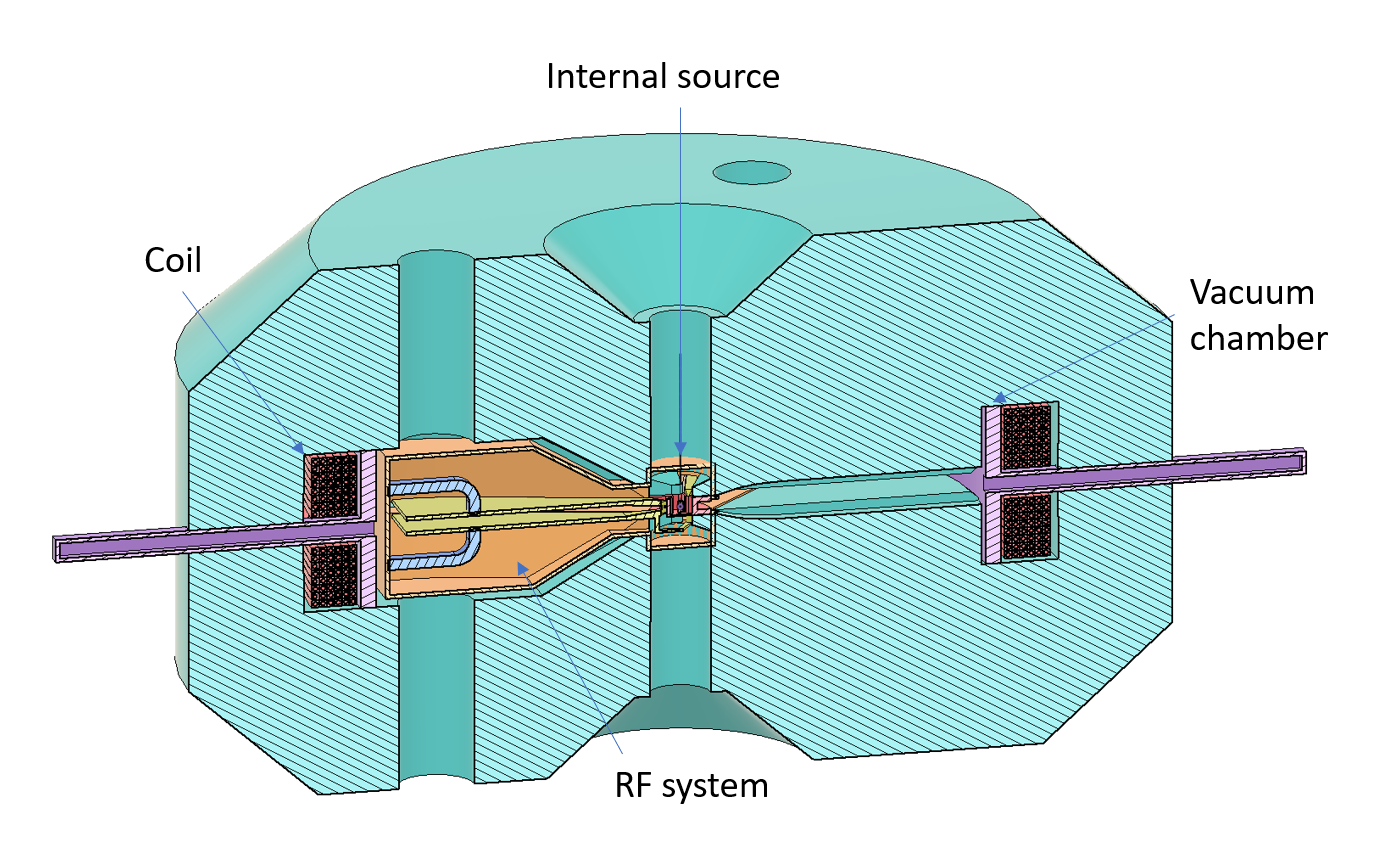 Internal source
Coil
Vacuum
chamber
RF system